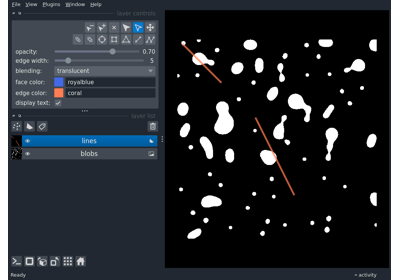 File View Plugins Window Help
layer controls
opacity: 0.70
edge width: 5
blending: translucent
face color: royalblue
edge color: coral
display text:
layer list
lines
blobs
Ready
activity